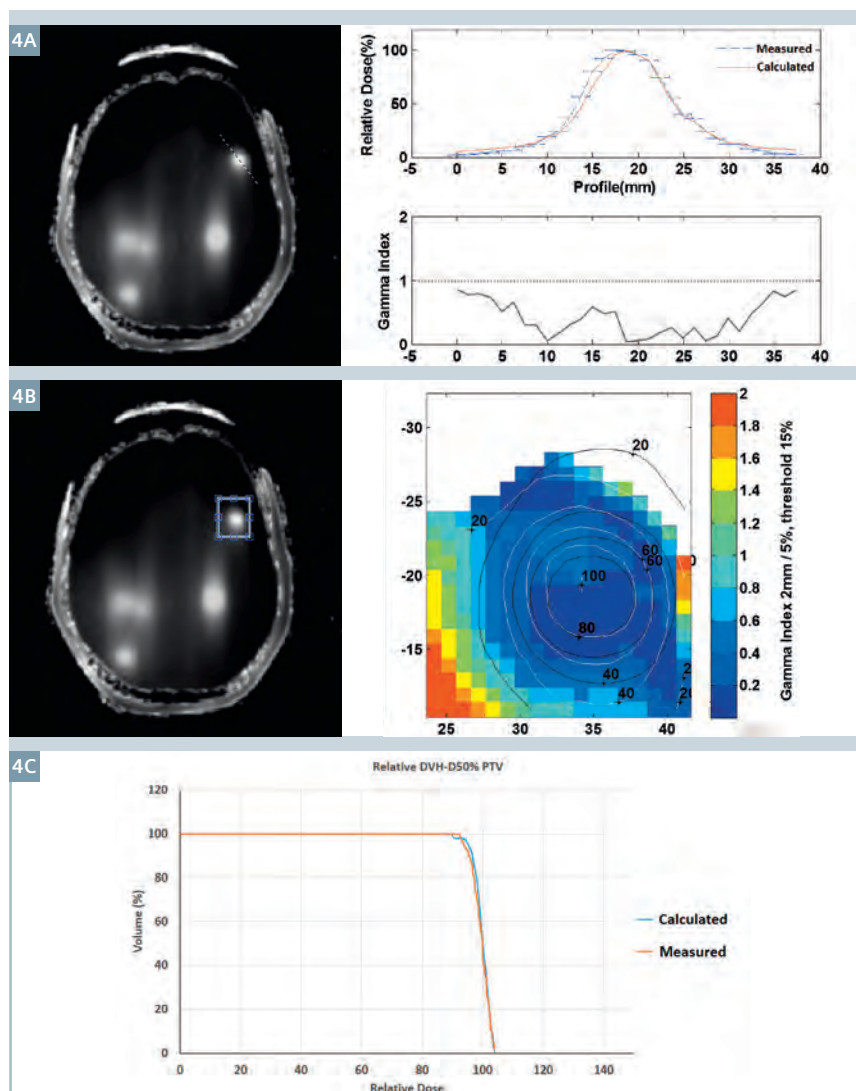 4A
Relative Dose(%)
100
50
0
Measured
Calculated
-5 0 5 10 15 20 25 30 35 40
Profile(mm)
Gamma Index
2
1
0
-5 0 5 10 15 20 25 30 35 40
4B
-30
-25
-20
-15
20
20
60
60
100
80
40
40
25 30 35 40
2
1.8
1.6
1.4
1.2
1
0.8
0.6
0.4
0.2
Gamma Index 2mm / 5%, threshold 15%
4C
Relative DVH-D50% PTV
Volume (%)
120
100
80
60
40
20
0
0 20 40 60 80 100 120 140
Relative Dose
Calculated
Measured